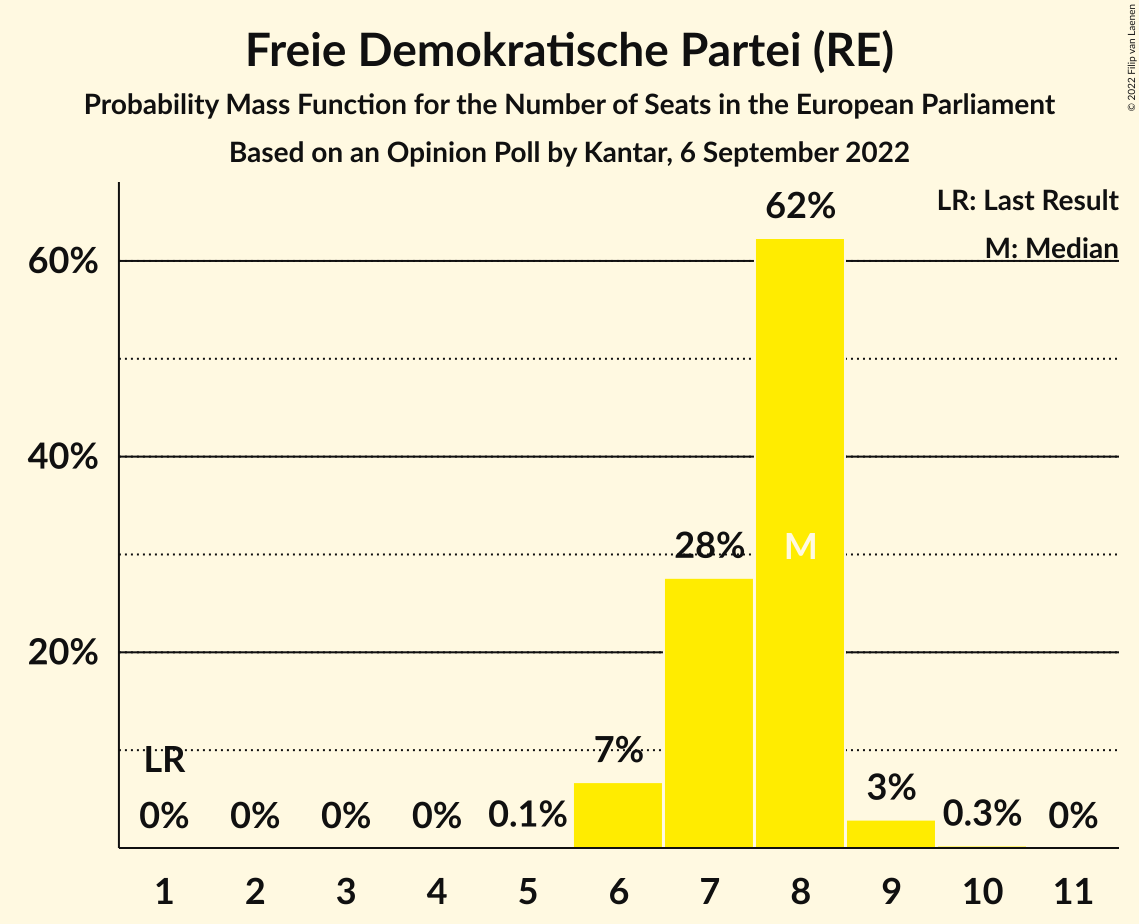 Freie Demokratische Partei (RE)
Probability Mass Function for the Number of Seats in the European Parliament
Based on an Opinion Poll by Kantar, 6 September 2022
© 2022 Filip van Laenen
LR: Last Result
M: Median
62%
60%
40%
20%
28%
M
7%
LR
0%
0%
0%
0%
0.1%
3%
0.3%
0%
1 2 3 4 5 6 7 8 9 10 11